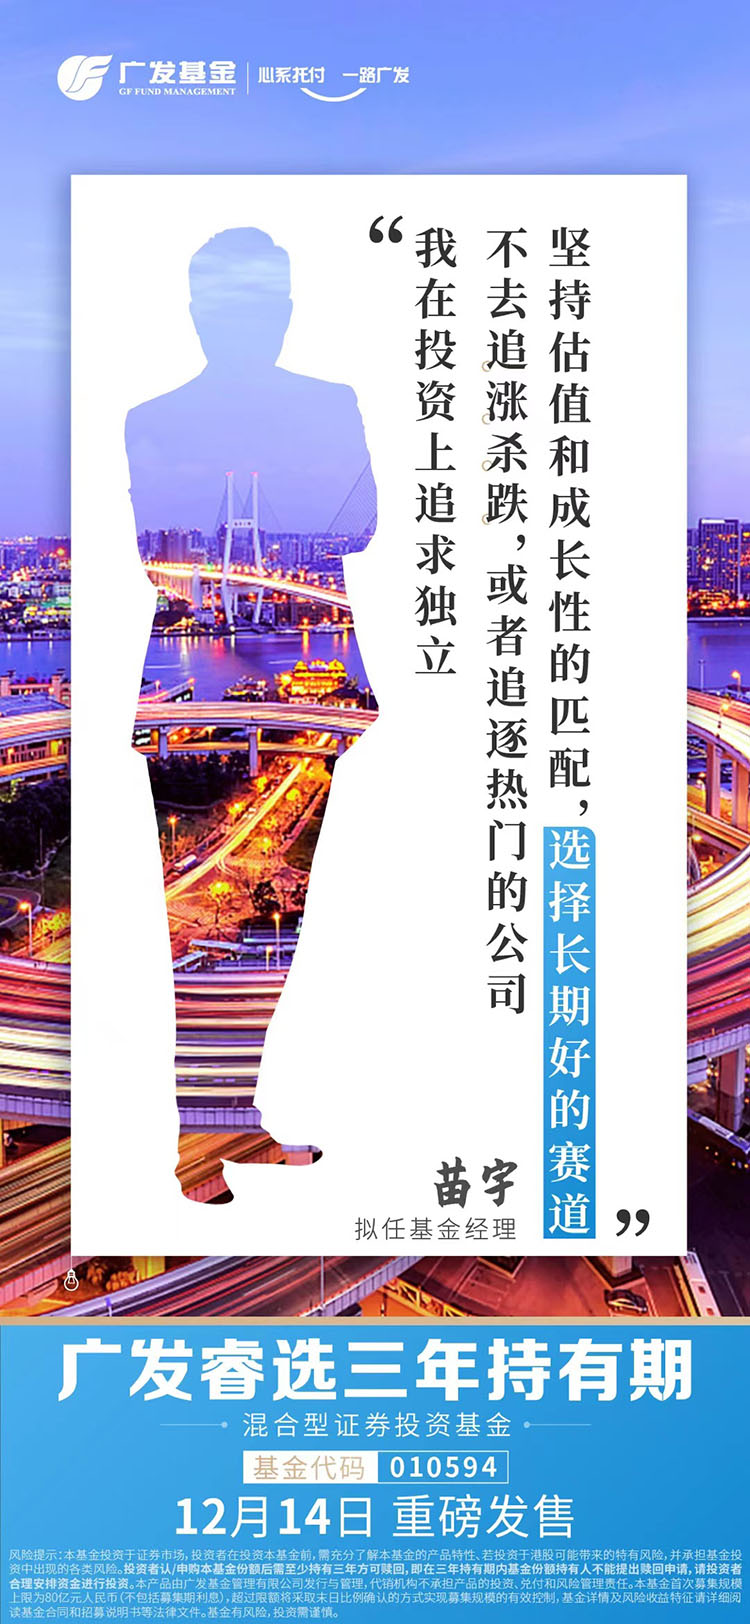 广发基金
GF FUND MANAGEMENT
心系托付 一路广发
“
坚持估值和成长性的匹配，选择长期好的赛道
不去追涨杀跌，或者追逐热门的公司
我在投资上追求独立
”
苗宇
拟任基金经理
广发睿选三年持有期
混合型证券投资基金
基金代码 010594
12月14日 重磅发售
风险提示：本基金投资于证券市场，投资者在投资本基金前，需充分了解本基金的产品特性、若投资于港股可能带来的特有风险，并承担基金投
资中出现的各类风险。投资者认/申购本基金份额后需至少持有三年方可赎回，即在三年持有期内基金份额持有人不能提出赎回申请，请投资者
合理安排资金进行投资。本产品由广发基金管理有限公司发行与管理，代销机构不承担产品的投资、兑付和风险管理责任。本基金首次募集规模
上限为80亿元人民币（不包括募集期利息），超过限额将采取末日比例确认的方式实现募集规模的有效控制，基金详情及风险收益特征请详细阅
读基金合同和招募说明书等法律文件。基金有风险，投资需谨慎。